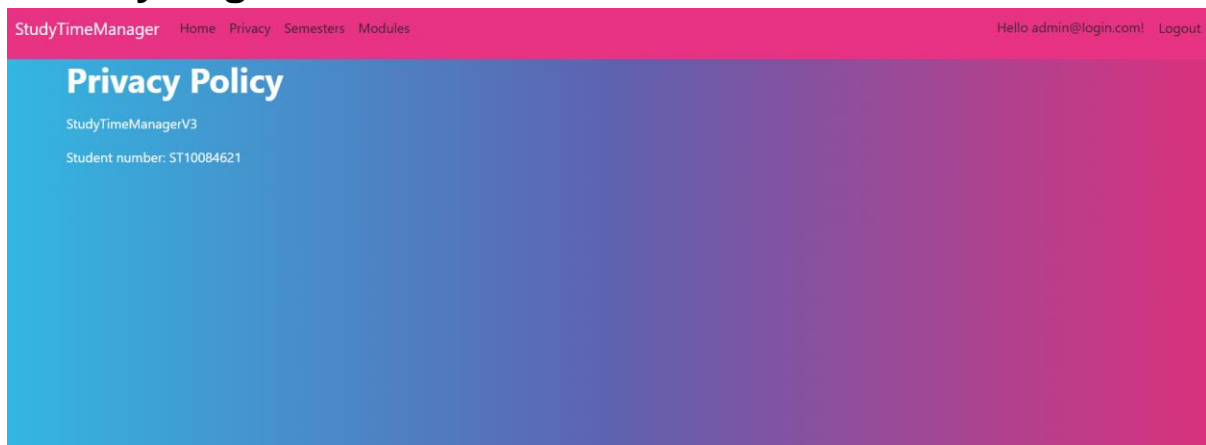 StudyTimeManager Home Privacy Semesters Modules Hello admin@login.com! Logout
Privacy Policy
StudyTimeManagerV3
Student number: ST10084621